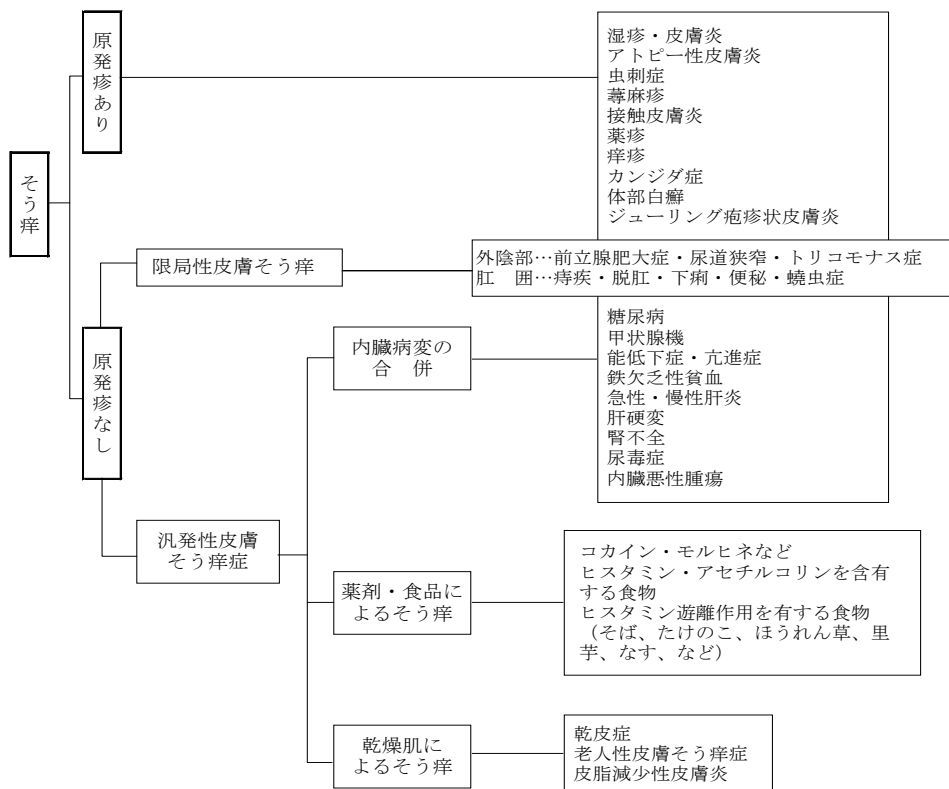 そう痒
原発疹あり
湿疹・皮膚炎
アトピー性皮膚炎
虫刺症
蕁麻疹
接触皮膚炎
薬疹
痒疹
カンジダ症
体部白癬
ジューリング疱疹状皮膚炎
原発疹なし
限局性皮膚そう痒
外陰部…前立腺肥大症・尿道狭窄・トリコモナス症
肛　囲…痔疾・脱肛・下痢・便秘・蟯虫症
汎発性皮膚
そう痒症
内臓病変の
合　併
糖尿病
甲状腺機
能低下症・亢進症
鉄欠乏性貧血
急性・慢性肝炎
肝硬変
腎不全
尿毒症
内臓悪性腫瘍
薬剤・食品に
よるそう痒
コカイン・モルヒネなど
ヒスタミン・アセチルコリンを含有
する食物
ヒスタミン遊離作用を有する食物
（そば、たけのこ、ほうれん草、里
芋、なす、など）
乾燥肌に
よるそう痒
乾皮症
老人性皮膚そう痒症
皮脂減少性皮膚炎